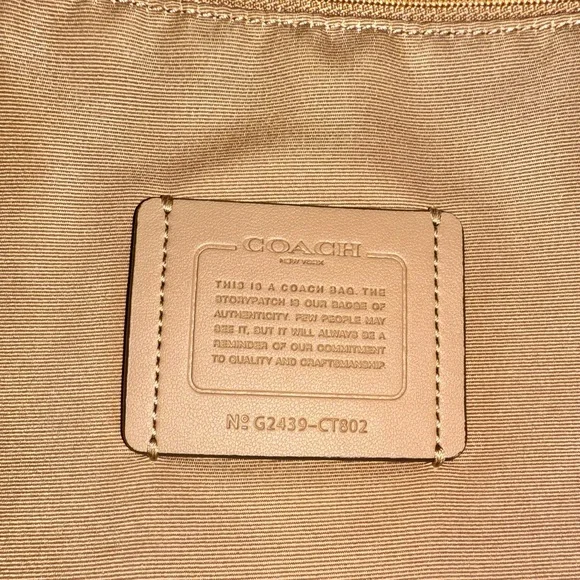 COACH
NEW YORK
THIS IS A COACH BAG. THE
STORYPATCH IS OUR BADGE OF
AUTHENTICITY. FEW PEOPLE MAY
SEE IT, BUT IT WILL ALWAYS BE A
REMINDER OF OUR COMMITMENT
TO QUALITY AND CRAFTSMANSHIP
Nº G2439-CT802